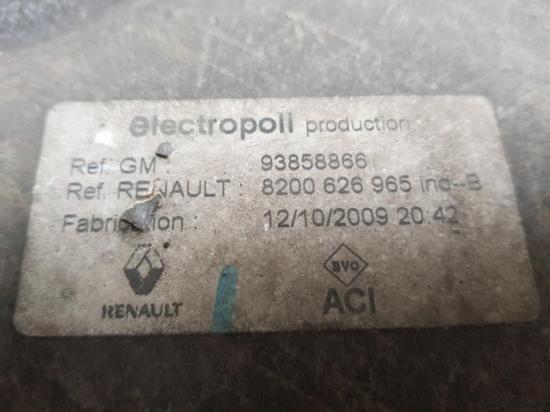 electropoli production
Ref. GM : 93858866
Ref. RENAULT : 8200 626 965 ind--B
Fabrication : 12/10/2009 20:42
BVO
RENAULT ACI